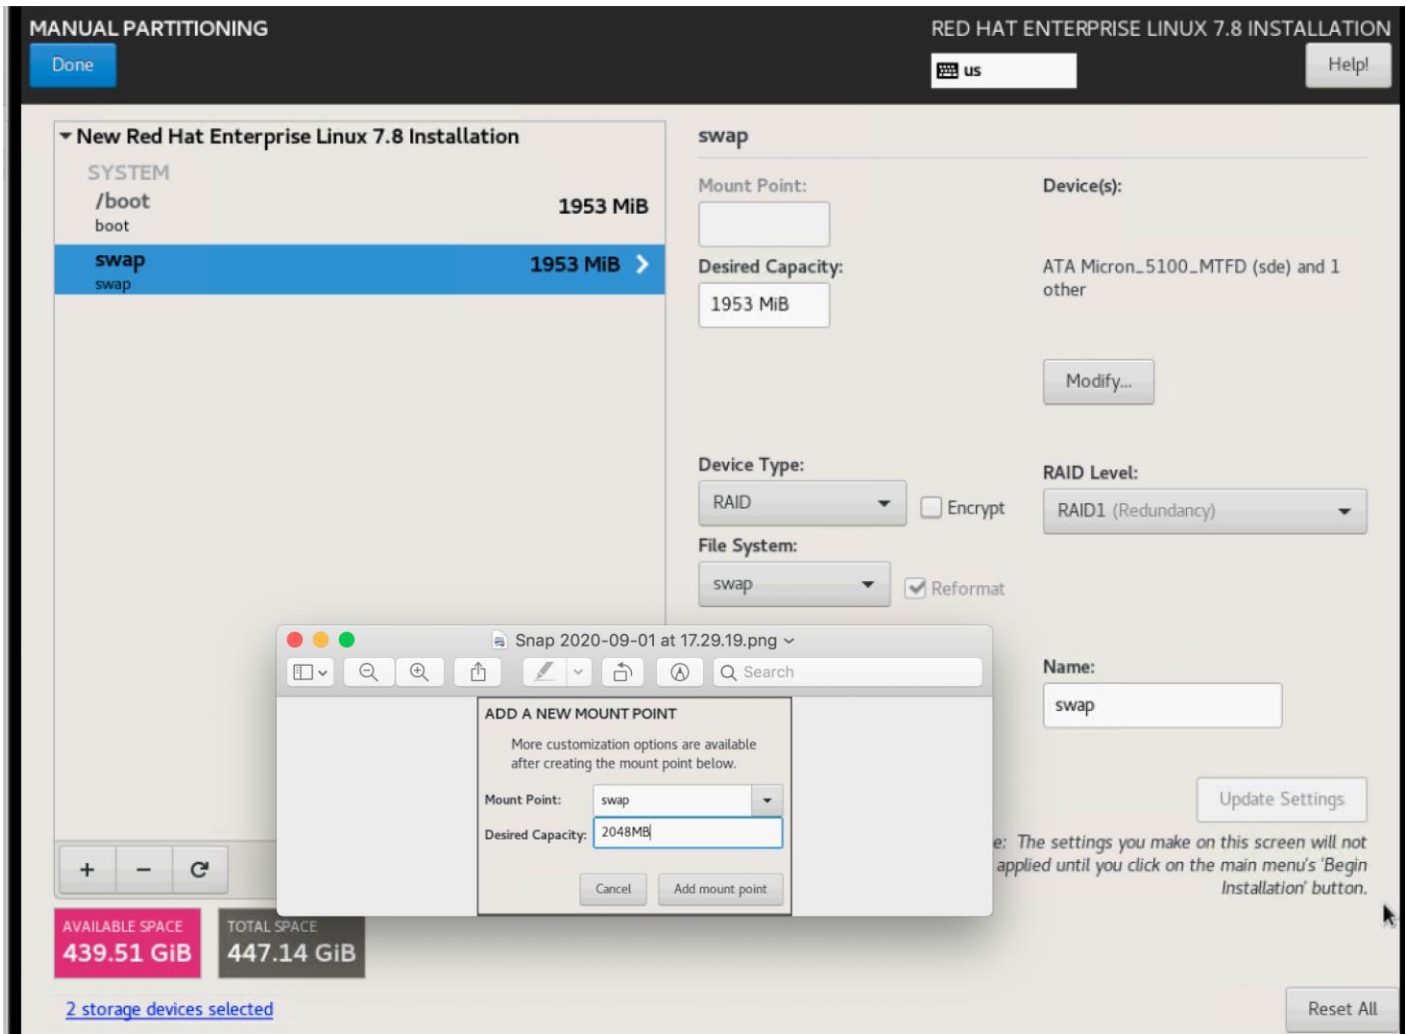 MANUAL PARTITIONING
RED HAT ENTERPRISE LINUX 7.8 INSTALLATION
Done
us
Help!
New Red Hat Enterprise Linux 7.8 Installation
SYSTEM
/boot
1953 MiB
boot
swap
1953 MiB
swap
swap
Mount Point:
Device(s):
Desired Capacity:
1953 MiB
ATA Micron_5100_MTFD (sde) and 1
other
Modify...
Device Type:
RAID Level:
RAID
Encrypt
RAID1 (Redundancy)
File System:
swap
Reformat
Name:
swap
Update Settings
e: The settings you make on this screen will not
applied until you click on the main menu's 'Begin
Installation' button.
Snap 2020-09-01 at 17.29.19.png
Search
ADD A NEW MOUNT POINT
More customization options are available
after creating the mount point below.
Mount Point: swap
Desired Capacity: 2048MB
Cancel
Add mount point
AVAILABLE SPACE
439.51 GiB
TOTAL SPACE
447.14 GiB
2 storage devices selected
Reset All